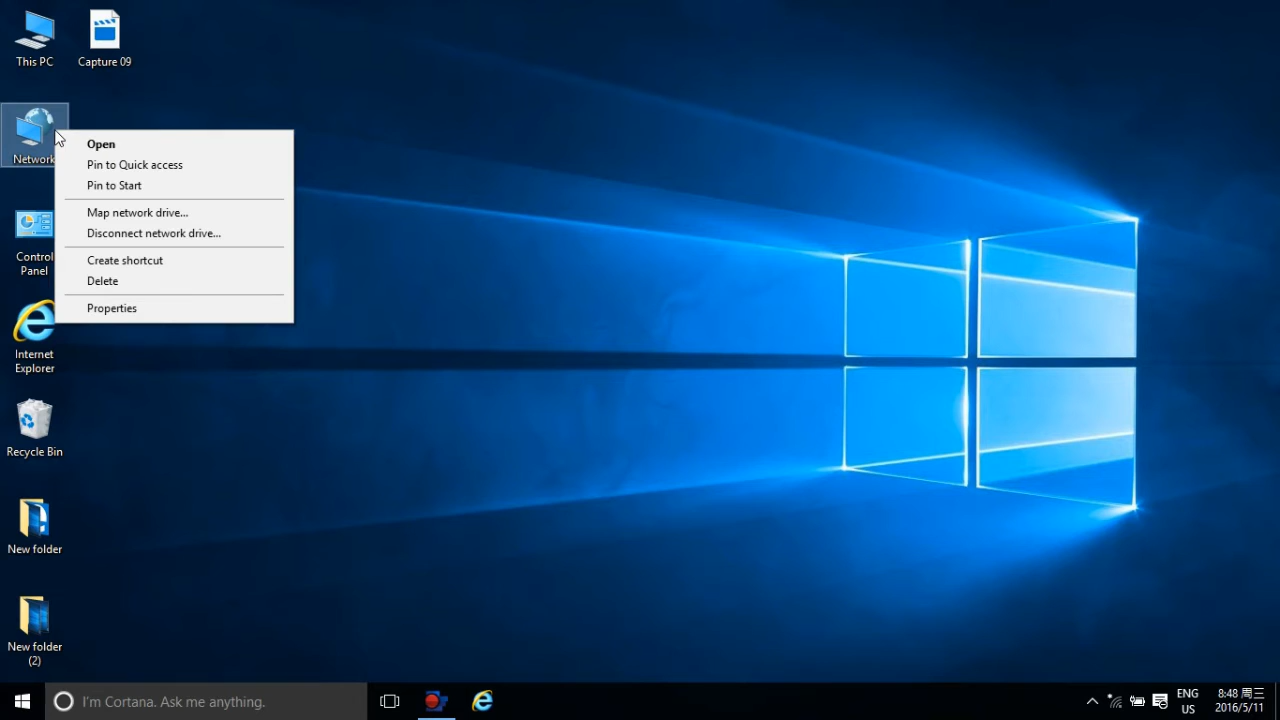 This PC
Capture 09
Network
Open
Pin to Quick access
Pin to Start
Map network drive...
Disconnect network drive...
Create shortcut
Delete
Properties
Control
Panel
Internet
Explorer
Recycle Bin
New folder
New folder
(2)
I'm Cortana. Ask me anything.
ENG
US
8:48 周三
2016/5/11